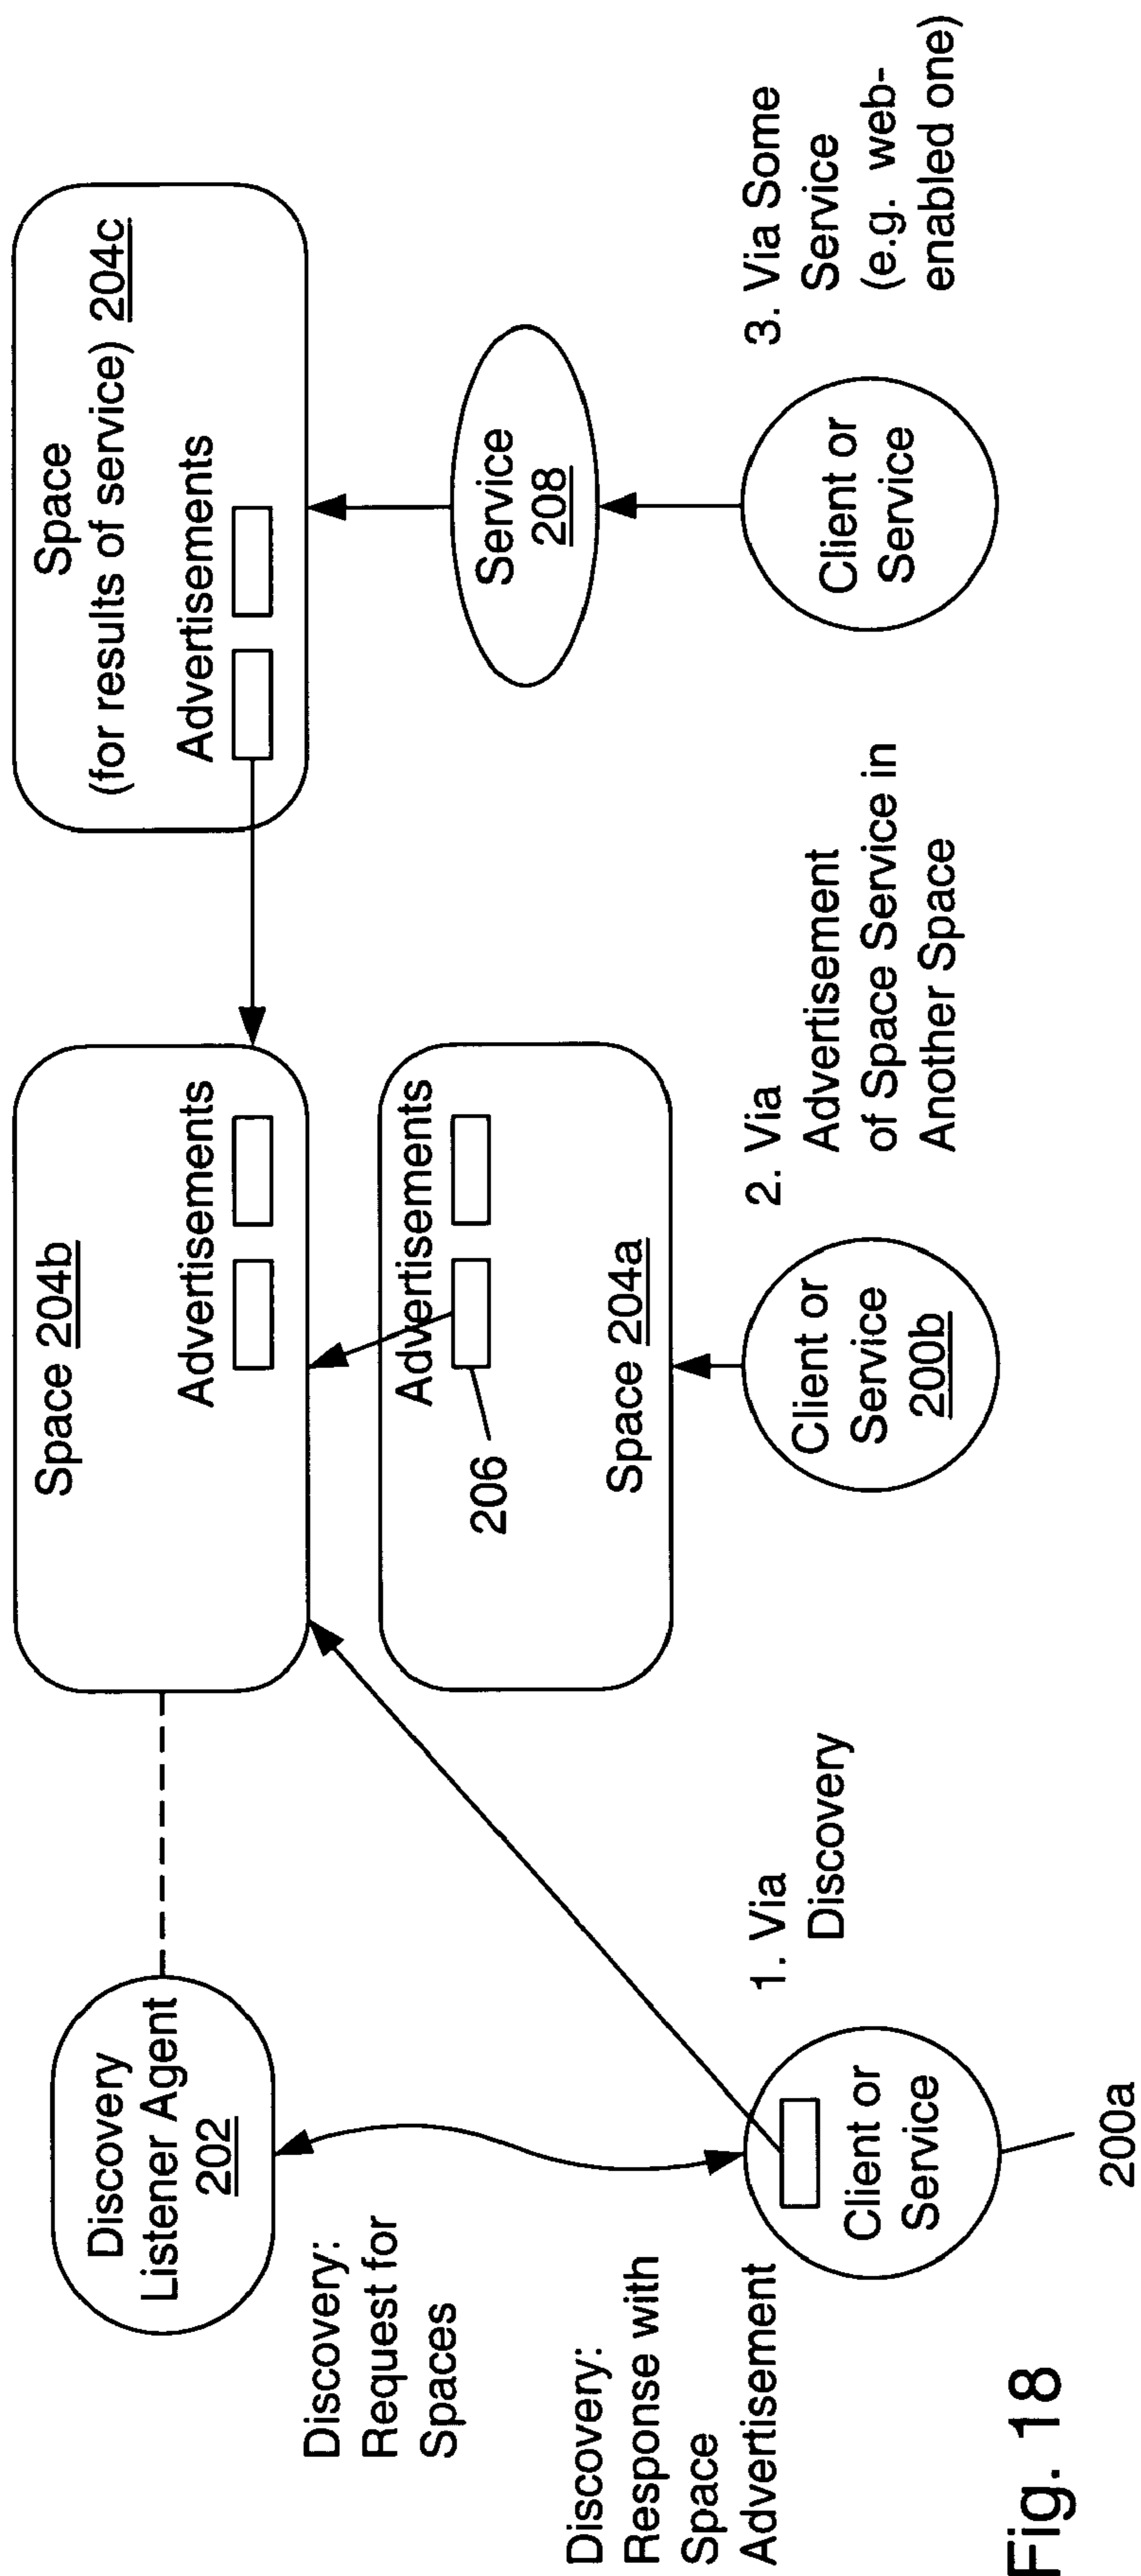 Discovery
Listener Agent
202
Discovery:
Request for
Spaces
Discovery:
Response with
Space
Advertisement
Client or
Service
200a
1. Via
Discovery
Space 204b
Advertisements
Advertisements
206
Space 204a
Client or
Service
200b
2. Via
Advertisement
of Space Service in
Another Space
Space
(for results of service) 204c
Advertisements
Service
208
Client or
Service
3. Via Some
Service
(e.g. web-
enabled one)
Fig. 18